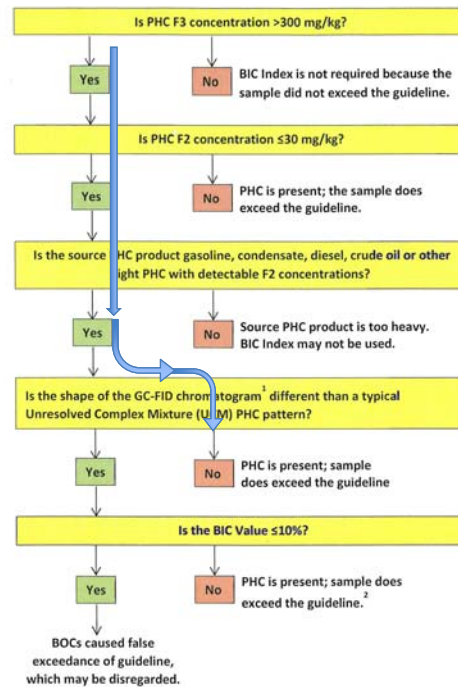 Is PHC F3 concentration >300 mg/kg?
Yes
No
BIC Index is not required because the
sample did not exceed the guideline.
Is PHC F2 concentration ≤30 mg/kg?
Yes
No
PHC is present; the sample does
exceed the guideline.
Is the source PHC product gasoline, condensate, diesel, crude oil or other
ight PHC with detectable F2 concentrations?
Yes
No
Source PHC product is too heavy.
BIC Index may not be used.
Is the shape of the GC-FID chromatogram¹ different than a typical
Unresolved Complex Mixture (UCM) PHC pattern?
Yes
No
PHC is present; sample
does exceed the guideline
Is the BIC Value ≤10%?
Yes
No
PHC is present; sample does
exceed the guideline.²
BOCs caused false
exceedance of guideline,
which may be disregarded.